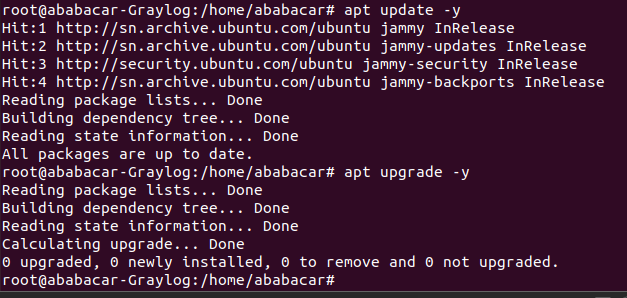 root@ababacar-Graylog:/home/ababacar# apt update -y
Hit:1 http://sn.archive.ubuntu.com/ubuntu jammy InRelease
Hit:2 http://sn.archive.ubuntu.com/ubuntu jammy-updates InRelease
Hit:3 http://security.ubuntu.com/ubuntu jammy-security InRelease
Hit:4 http://sn.archive.ubuntu.com/ubuntu jammy-backports InRelease
Reading package lists... Done
Building dependency tree... Done
Reading state information... Done
All packages are up to date.
root@ababacar-Graylog:/home/ababacar# apt upgrade -y
Reading package lists... Done
Building dependency tree... Done
Reading state information... Done
Calculating upgrade... Done
0 upgraded, 0 newly installed, 0 to remove and 0 not upgraded.
root@ababacar-Graylog:/home/ababacar#